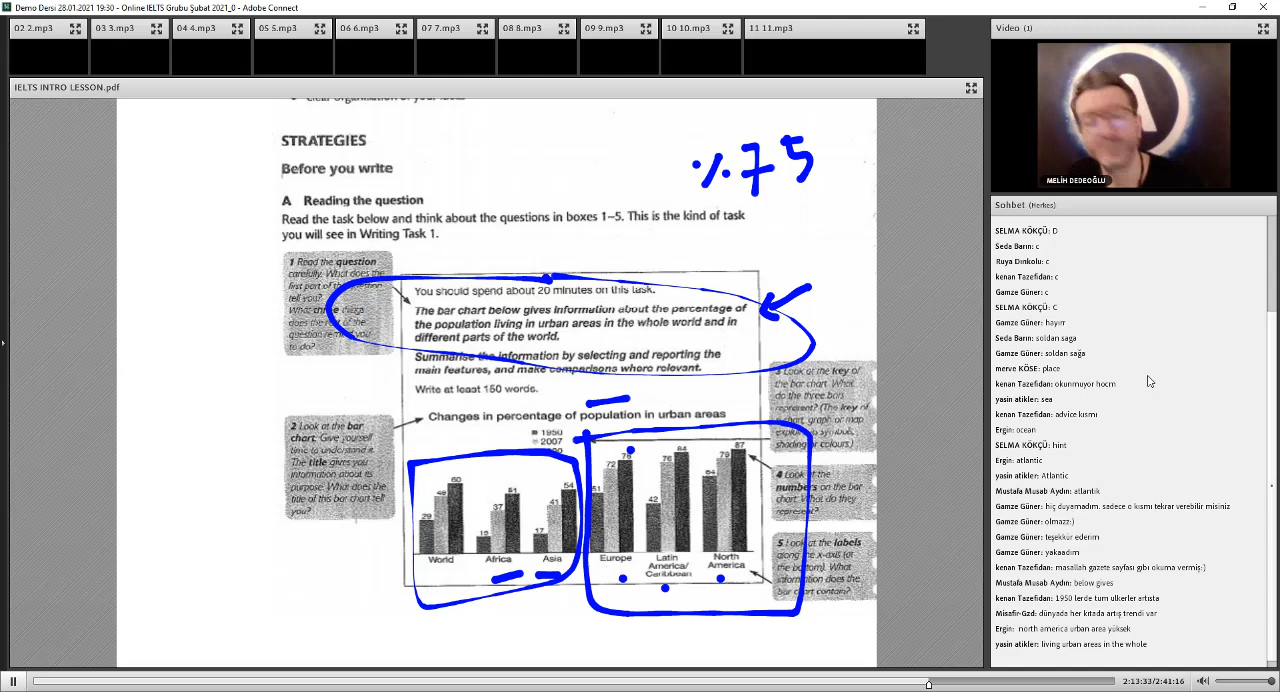 Demo Dersi 28.01.2021 19:30 - Online IELTS Grubu Şubat 2021_0 - Adobe Connect
02 2.mp3
03 3.mp3
04 4.mp3
05 5.mp3
06 6.mp3
07 7.mp3
08 8.mp3
09 9.mp3
10 10.mp3
11 11.mp3
IELTS INTRO LESSON.pdf
STRATEGIES
Before you write
%75
A Reading the question
Read the task below and think about the questions in boxes 1–5. This is the kind of task
you will see in Writing Task 1.
1 Read the question
carefully. What does the
first part of the question
tell you?
What three things
does the rest of the
question remind you
to do?
You should spend about 20 minutes on this task.
The bar chart below gives information about the percentage of
the population living in urban areas in the whole world and in
different parts of the world.
Summarise the information by selecting and reporting the
main features, and make comparisons where relevant.
Write at least 150 words.
2 Look at the bar
chart. Give yourself
time to understand it.
The title gives you
information about its
purpose. What does the
title of this bar chart tell
you?
Changes in percentage of population in urban areas
1950
2007
29 60
37 51
17 41 54
51 72
42 76 84
79 87
World Africa Asia Europe Latin America/ Caribbean North America
3 Look at the key of
the bar chart. What
do the three bars
represent? (The key of
a chart, graph or map
explains symbols,
shading or colours.)
4 Look at the
numbers on the bar
chart. What do they
represent?
5 Look at the labels
along the x-axis (at
the bottom). What
information does the
bar chart contain?
Video (1)
MELİH DEDEOĞLU
Sohbet (Herkes)
SELMA KÖKÇÜ: D
Seda Barın: c
Ruya Dınkolu: c
kenan Tazefidan: c
Gamze Güner: c
SELMA KÖKÇÜ: C
Gamze Güner: hayırr
Seda Barın: soldan saga
Gamze Güner: soldan sağa
merve KÖSE: place
kenan Tazefidan: okunmuyor hocm
yasin atikler: sea
kenan Tazefidan: advice kısmı
Ergin: ocean
SELMA KÖKÇÜ: hint
Ergin: atlantic
yasin atikler: Atlantic
Mustafa Musab Aydın: atlantik
Gamze Güner: hiç duyamadım. sadece o kısmı tekrar verebilir misiniz
Gamze Güner: olmazz:)
Gamze Güner: teşekkür ederim
Gamze Güner: yakaadım
kenan Tazefidan: masallah gazete sayfası gıbı okuma vermiş:)
Mustafa Musab Aydın: below gives
kenan Tazefidan: 1950 lerde tum ulkerler artısta
Misafir-Gzd: dünyada her kıtada artış trendi var
Ergin: north america urban area yüksek
yasin atikler: living urban areas in the whole
2:13:33/2:41:16